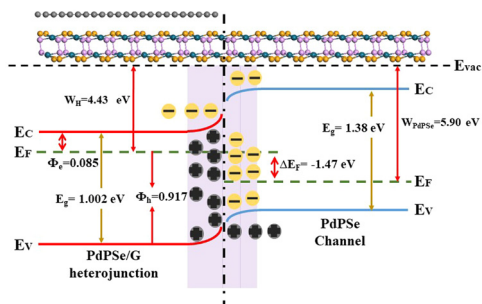 Evac
EC
WH=4.43 eV
WPdPSe=5.90 eV
Eg= 1.38 eV
EC
EF
Φe=0.085
ΔEF= -1.47 eV
EF
Eg= 1.002 eV
Φh=0.917
EV
PdPSe
Channel
EV
PdPSe/G
heterojunction